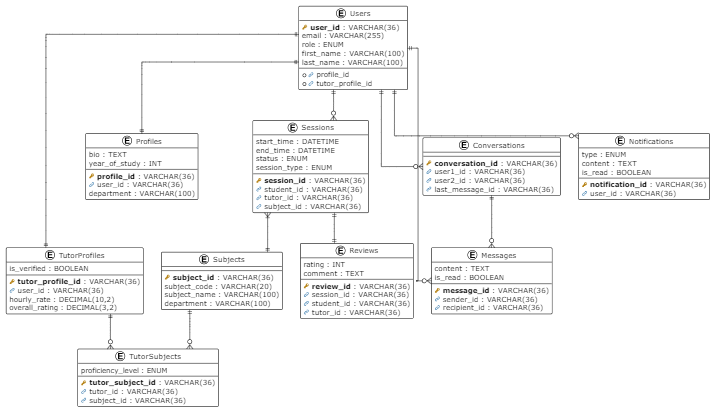 E Users
user_id : VARCHAR(36)
email : VARCHAR(255)
role : ENUM
first_name : VARCHAR(100)
last_name : VARCHAR(100)
profile_id
tutor_profile_id
E Profiles
bio : TEXT
year_of_study : INT
profile_id : VARCHAR(36)
user_id : VARCHAR(36)
department : VARCHAR(100)
E Sessions
start_time : DATETIME
end_time : DATETIME
status : ENUM
session_type : ENUM
session_id : VARCHAR(36)
student_id : VARCHAR(36)
tutor_id : VARCHAR(36)
subject_id : VARCHAR(36)
E Conversations
conversation_id : VARCHAR(36)
user1_id : VARCHAR(36)
user2_id : VARCHAR(36)
last_message_id : VARCHAR(36)
E Notifications
type : ENUM
content : TEXT
is_read : BOOLEAN
notification_id : VARCHAR(36)
user_id : VARCHAR(36)
E TutorProfiles
is_verified : BOOLEAN
tutor_profile_id : VARCHAR(36)
user_id : VARCHAR(36)
hourly_rate : DECIMAL(10,2)
overall_rating : DECIMAL(3,2)
E Subjects
subject_id : VARCHAR(36)
subject_code : VARCHAR(20)
subject_name : VARCHAR(100)
department : VARCHAR(100)
E Reviews
rating : INT
comment : TEXT
review_id : VARCHAR(36)
session_id : VARCHAR(36)
student_id : VARCHAR(36)
tutor_id : VARCHAR(36)
E Messages
content : TEXT
is_read : BOOLEAN
message_id : VARCHAR(36)
sender_id : VARCHAR(36)
recipient_id : VARCHAR(36)
E TutorSubjects
proficiency_level : ENUM
tutor_subject_id : VARCHAR(36)
tutor_id : VARCHAR(36)
subject_id : VARCHAR(36)